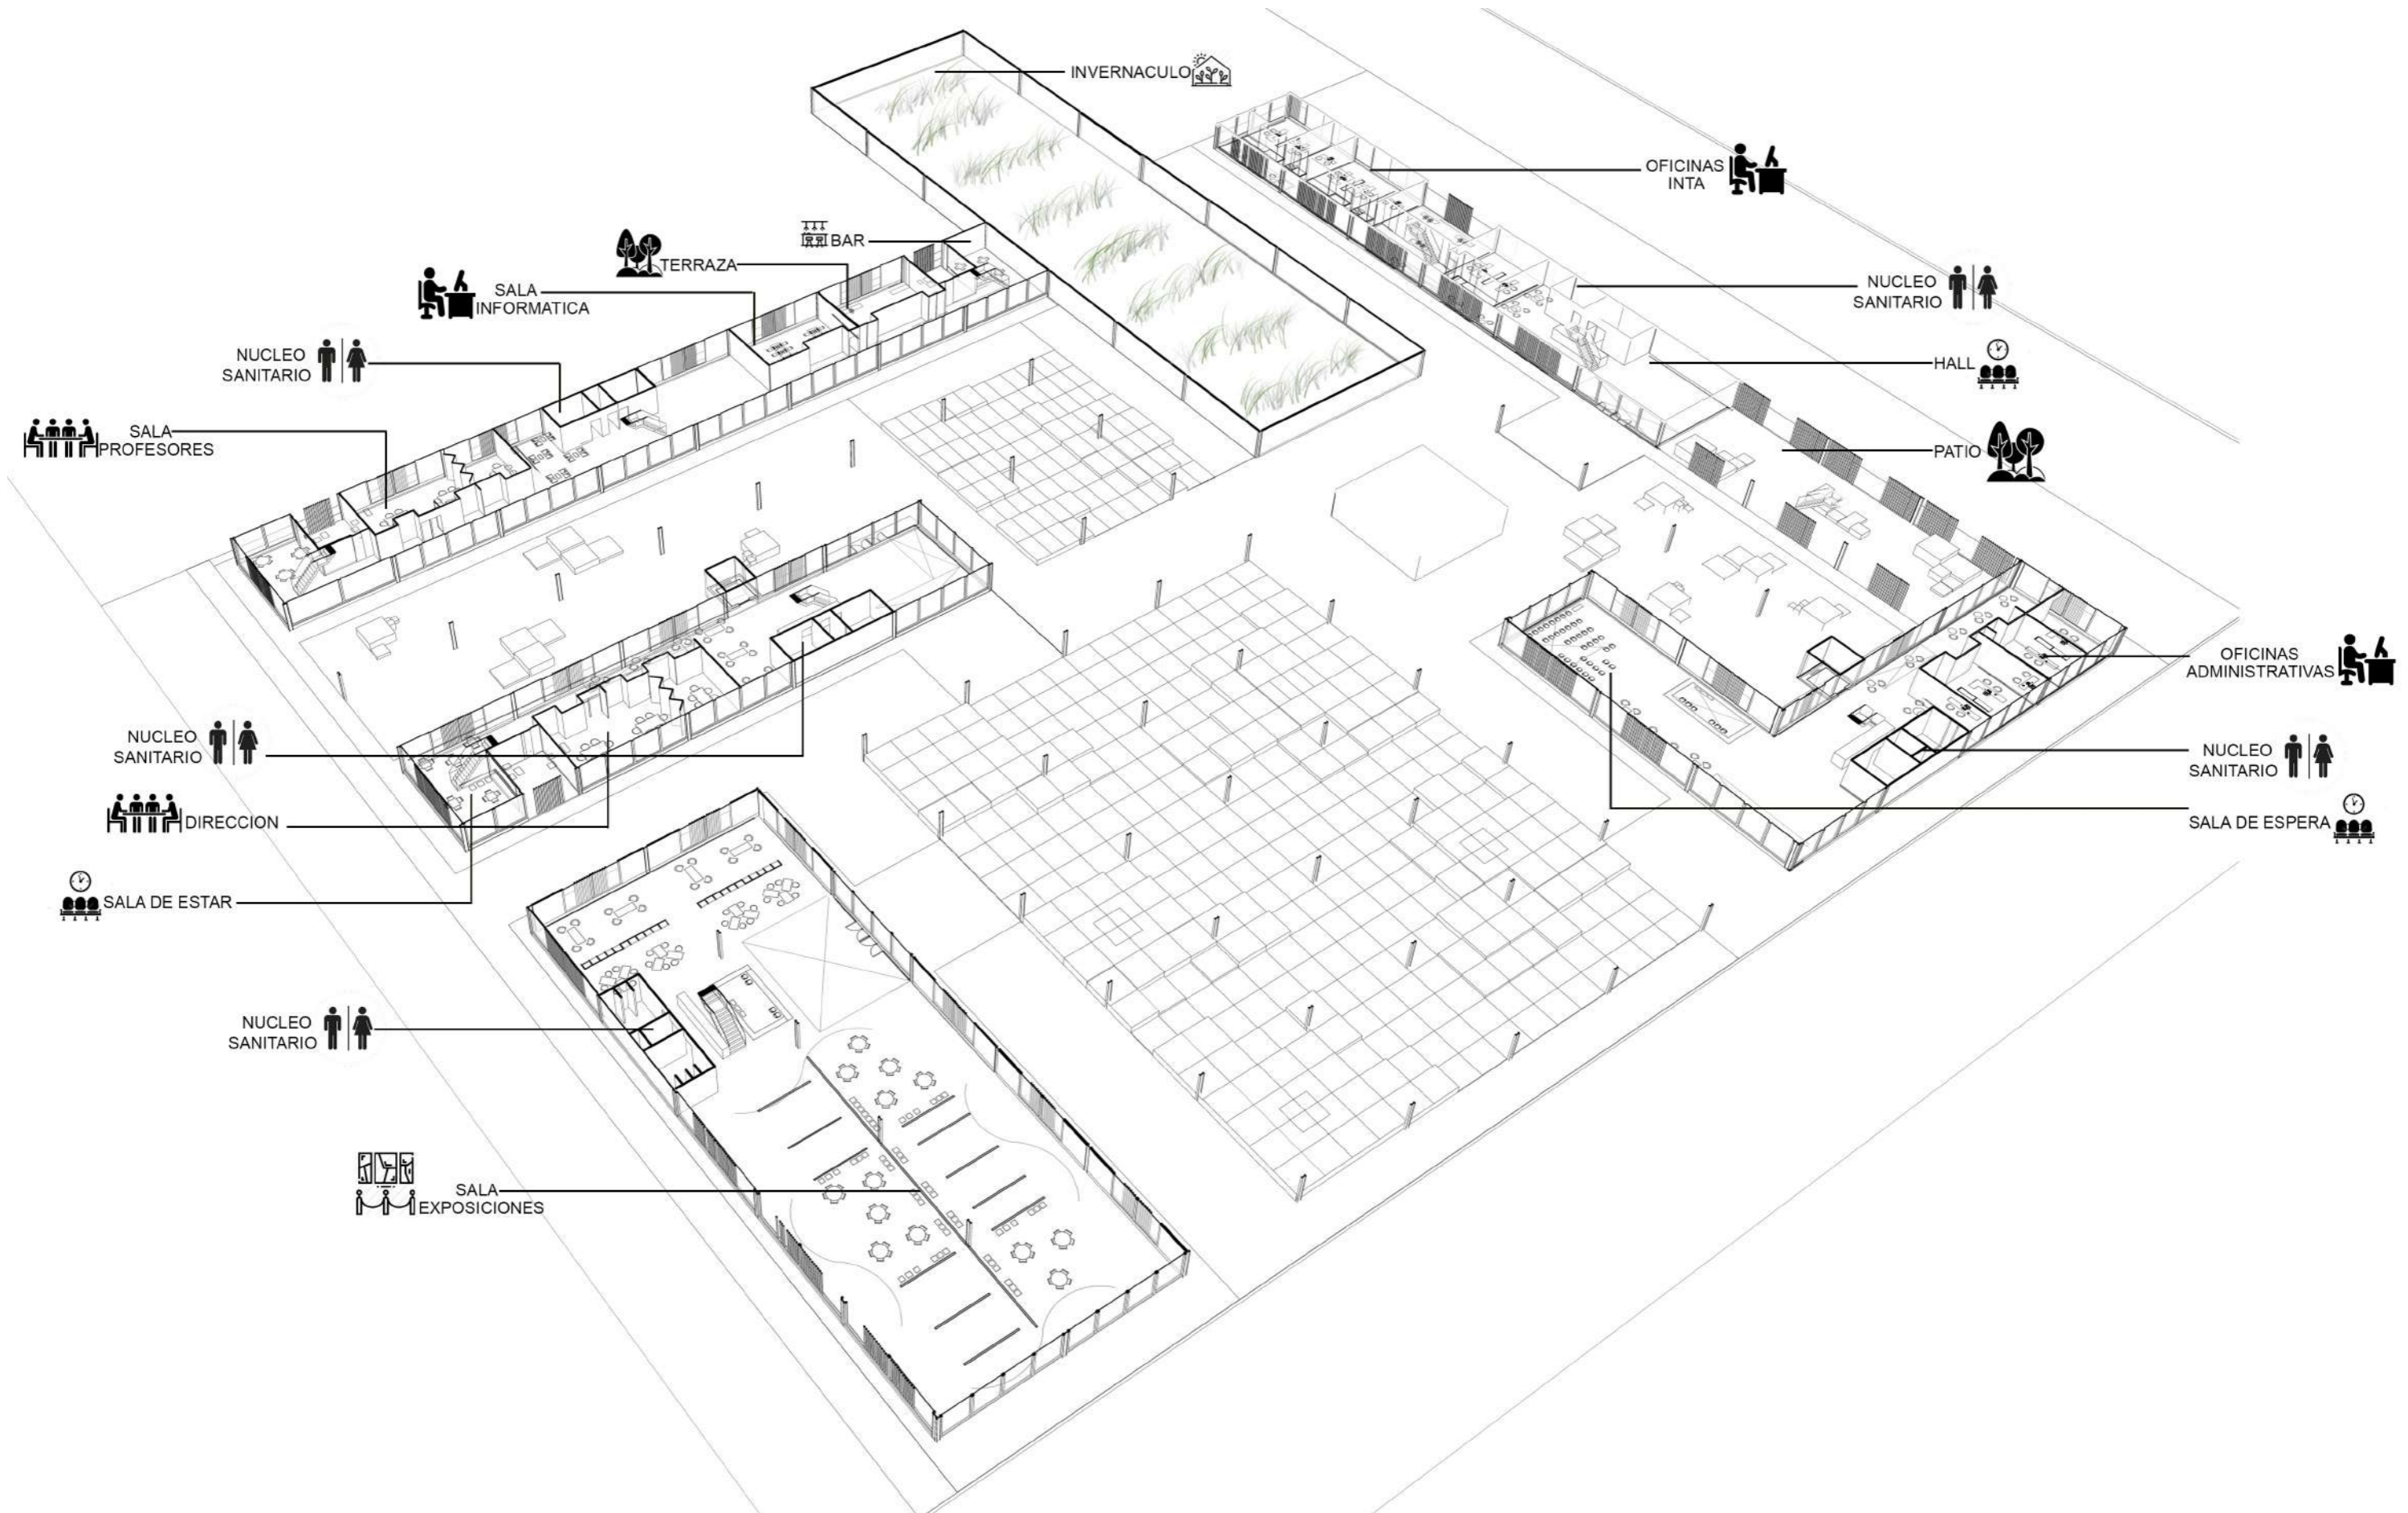 INVERNACULO
OFICINAS
INTA
BAR
TERRAZA
SALA
INFORMATICA
NUCLEO
SANITARIO
NUCLEO
SANITARIO
HALL
SALA
PROFESORES
PATIO
OFICINAS
ADMINISTRATIVAS
NUCLEO
SANITARIO
NUCLEO
SANITARIO
DIRECCION
SALA DE ESPERA
SALA DE ESTAR
NUCLEO
SANITARIO
SALA
EXPOSICIONES